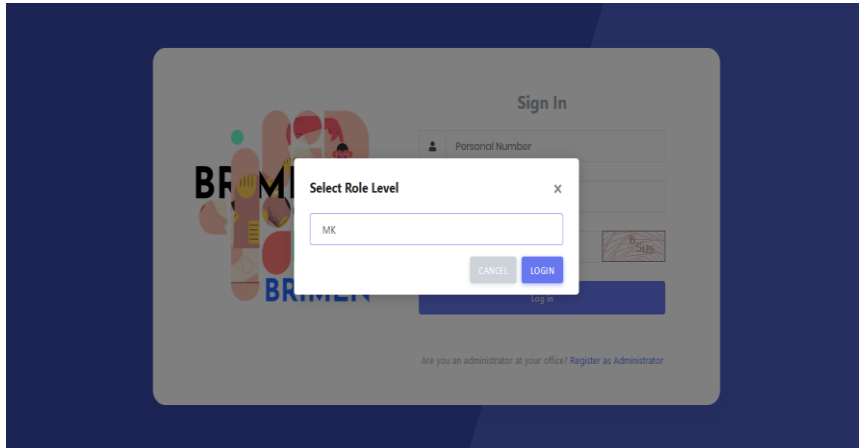 Sign In
Personal Number
Select Role Level
X
MK
CANCEL
LOGIN
BRIMEN
Log in
Are you an administrator at your office? Register as Administrator